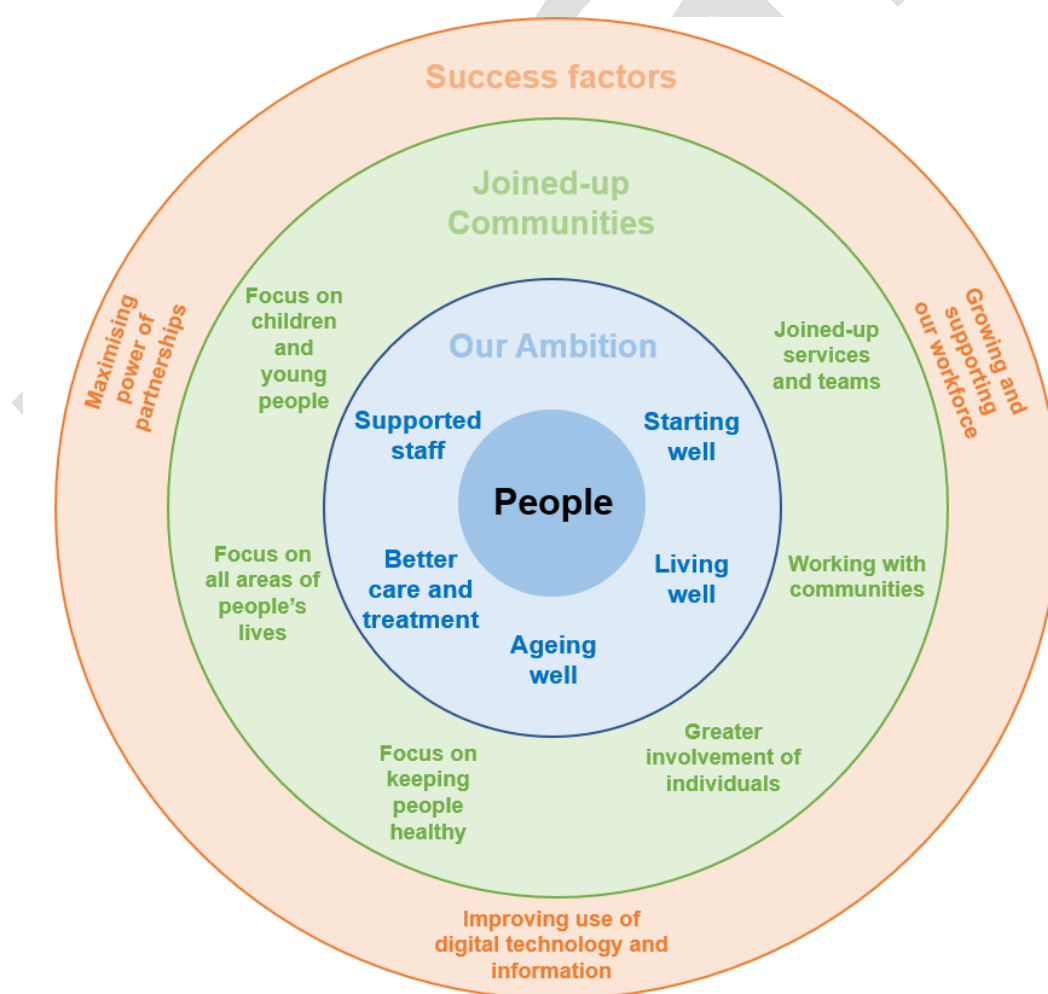 Success factors
Joined-up
Communities
Our Ambition
People
Starting
well
Living
well
Ageing
well
Better
care and
treatment
Supported
staff
Joined-up
services
and teams
Working with
communities
Greater
involvement of
individuals
Focus on
keeping
people
healthy
Focus on
all areas of
people's
lives
Focus on
children
and
young
people
Growing and
supporting
our workforce
Improving use of
digital technology and
information
Maximising
power of
partnerships